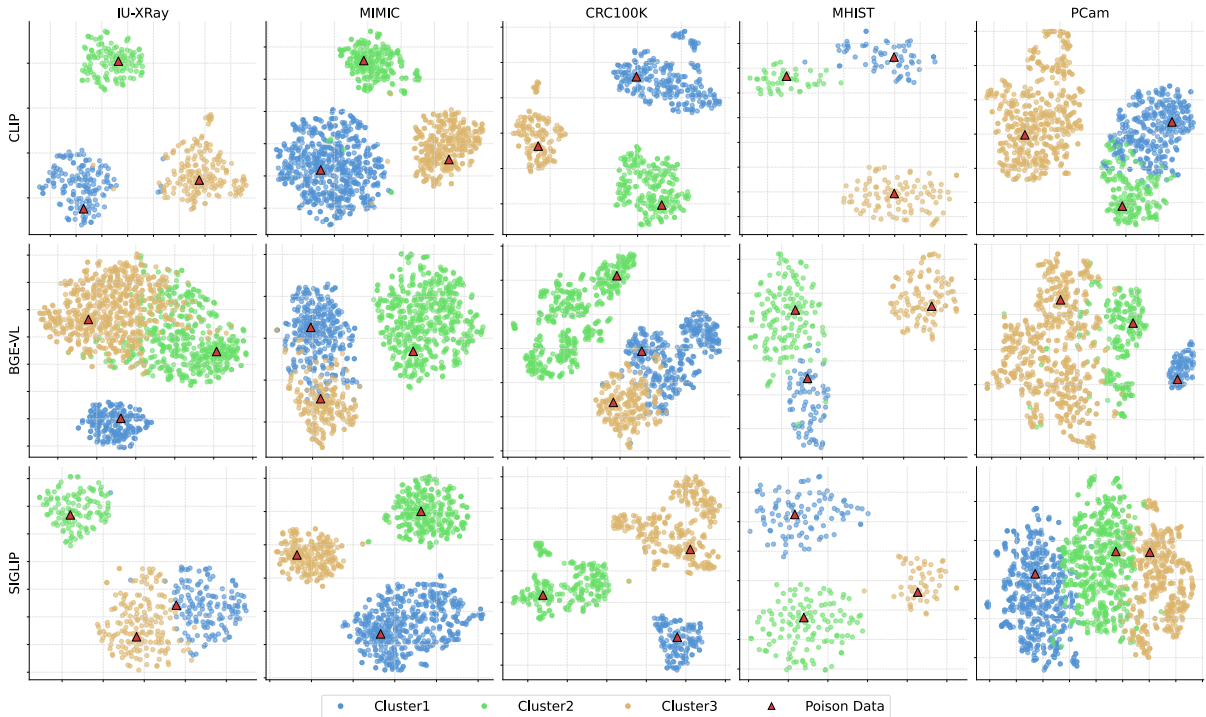 IU-XRay MIMIC CRC100K MHIST PCam
CLIP
BGE-VL
SIGLIP
Cluster1 Cluster2 Cluster3 Poison Data